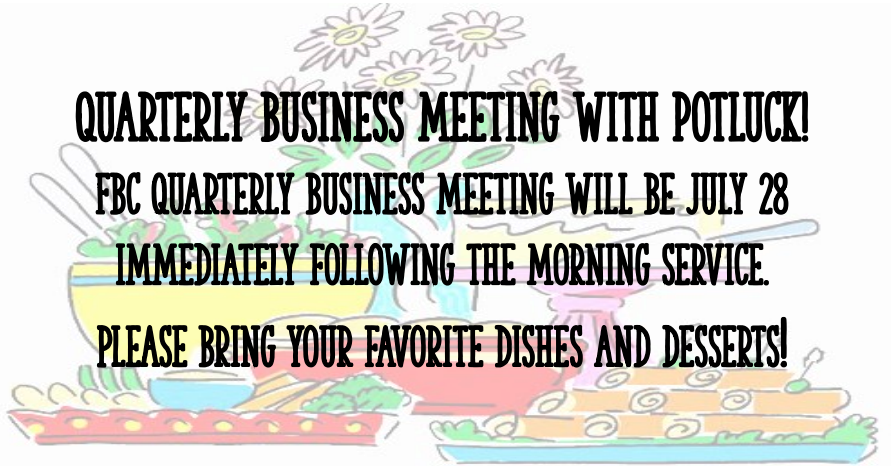 QUARTERLY BUSINESS MEETING WITH POTLUCK!
FBC QUARTERLY BUSINESS MEETING WILL BE JULY 28
IMMEDIATELY FOLLOWING THE MORNING SERVICE.
PLEASE BRING YOUR FAVORITE DISHES AND DESSERTS!